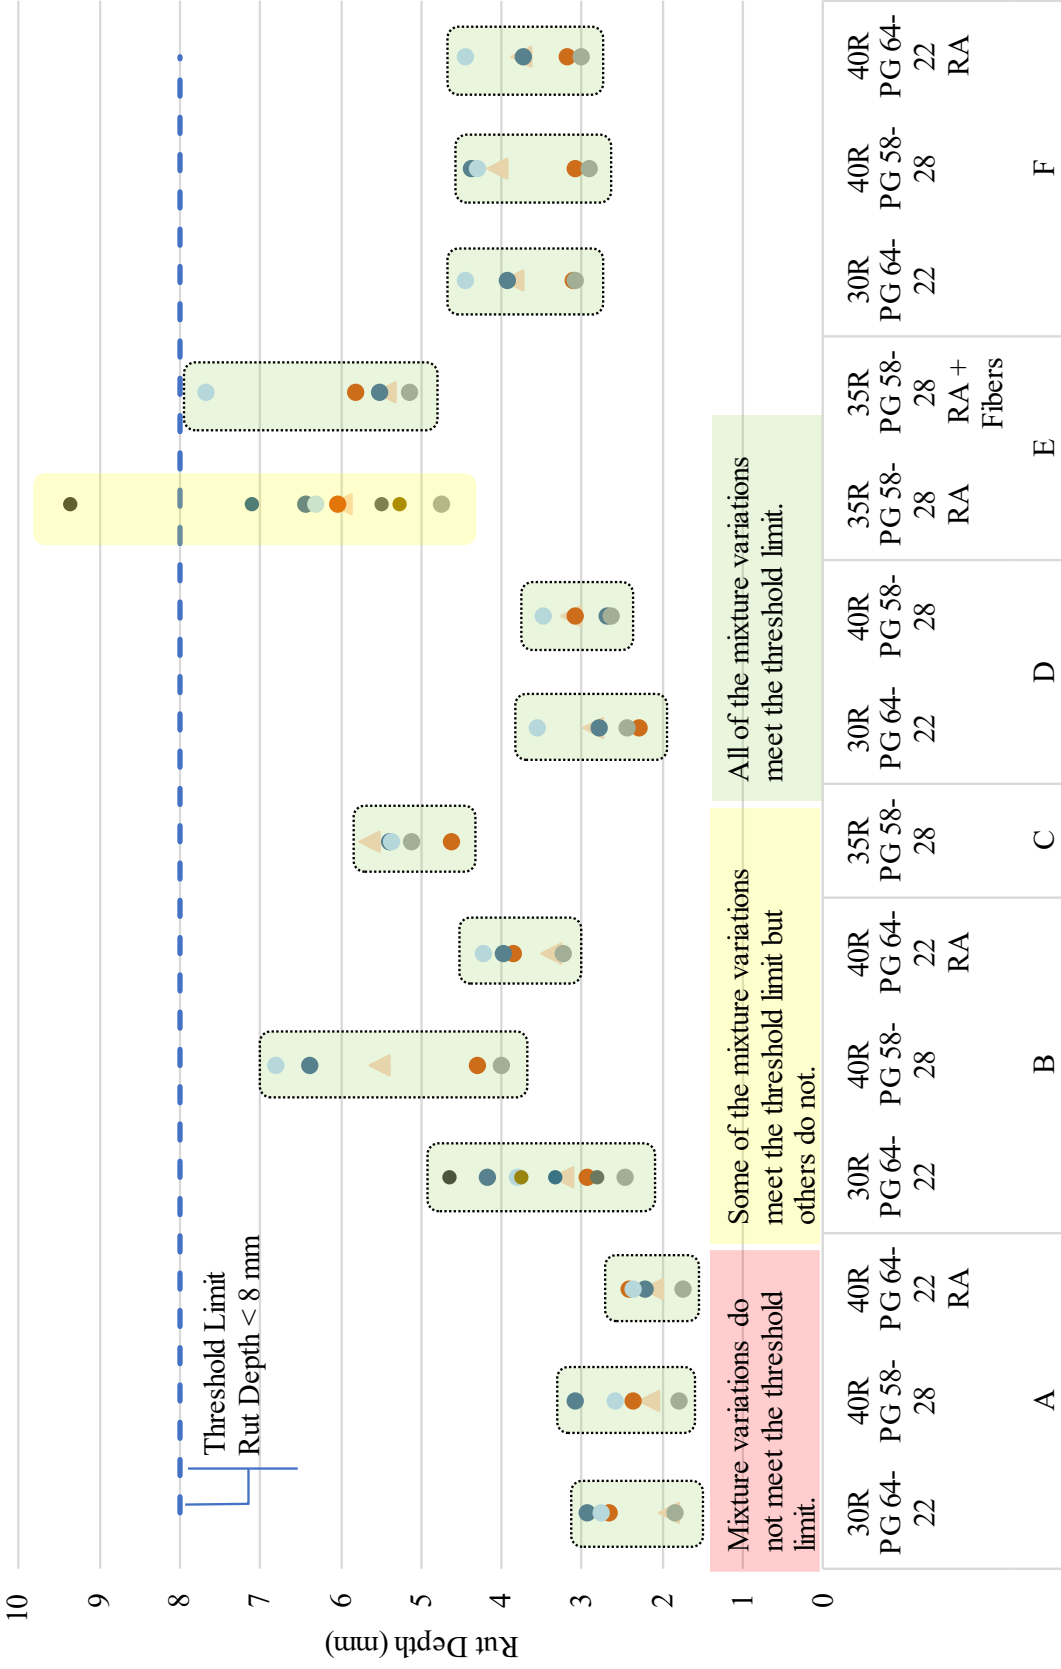 10
9
8
7
6
5
4
3
2
1
0
Rut Depth (mm)
Threshold Limit
Rut Depth < 8 mm
Mixture variations do
not meet the threshold
limit.
Some of the mixture variations
meet the threshold limit but
others do not.
All of the mixture variations
meet the threshold limit.
30R
PG 64-
22
40R
PG 58-
28
40R
PG 64-
22
RA
30R
PG 64-
22
40R
PG 58-
28
40R
PG 64-
22
RA
35R
PG 58-
28
30R
PG 64-
22
40R
PG 58-
28
35R
PG 58-
28
RA
35R
PG 58-
28
RA +
Fibers
30R
PG 64-
22
40R
PG 58-
28
40R
PG 64-
22
RA
A
B
C
D
E
F